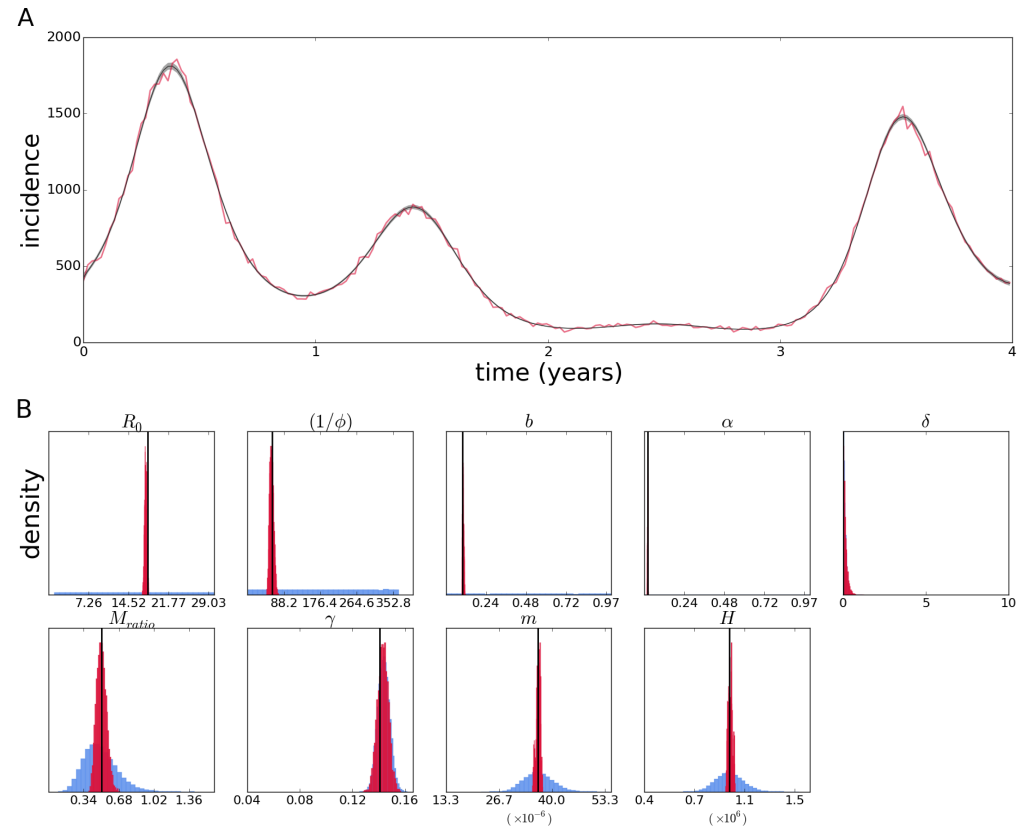 A
2000
1500
1000
500
0
incidence
0 1 2 3 4
time (years)
B
density
R_0 (1/ϕ) b α δ
7.26 14.52 21.77 29.03 88.2 176.4 264.6 352.8 0.24 0.48 0.72 0.97 0.24 0.48 0.72 0.97 0 5 10
M_ratio γ m H
0.34 0.68 1.02 1.36 0.04 0.08 0.12 0.16 13.3 26.7 40.0 53.3 0.4 0.7 1.1 1.5
(×10^{-6}) (×10^6)